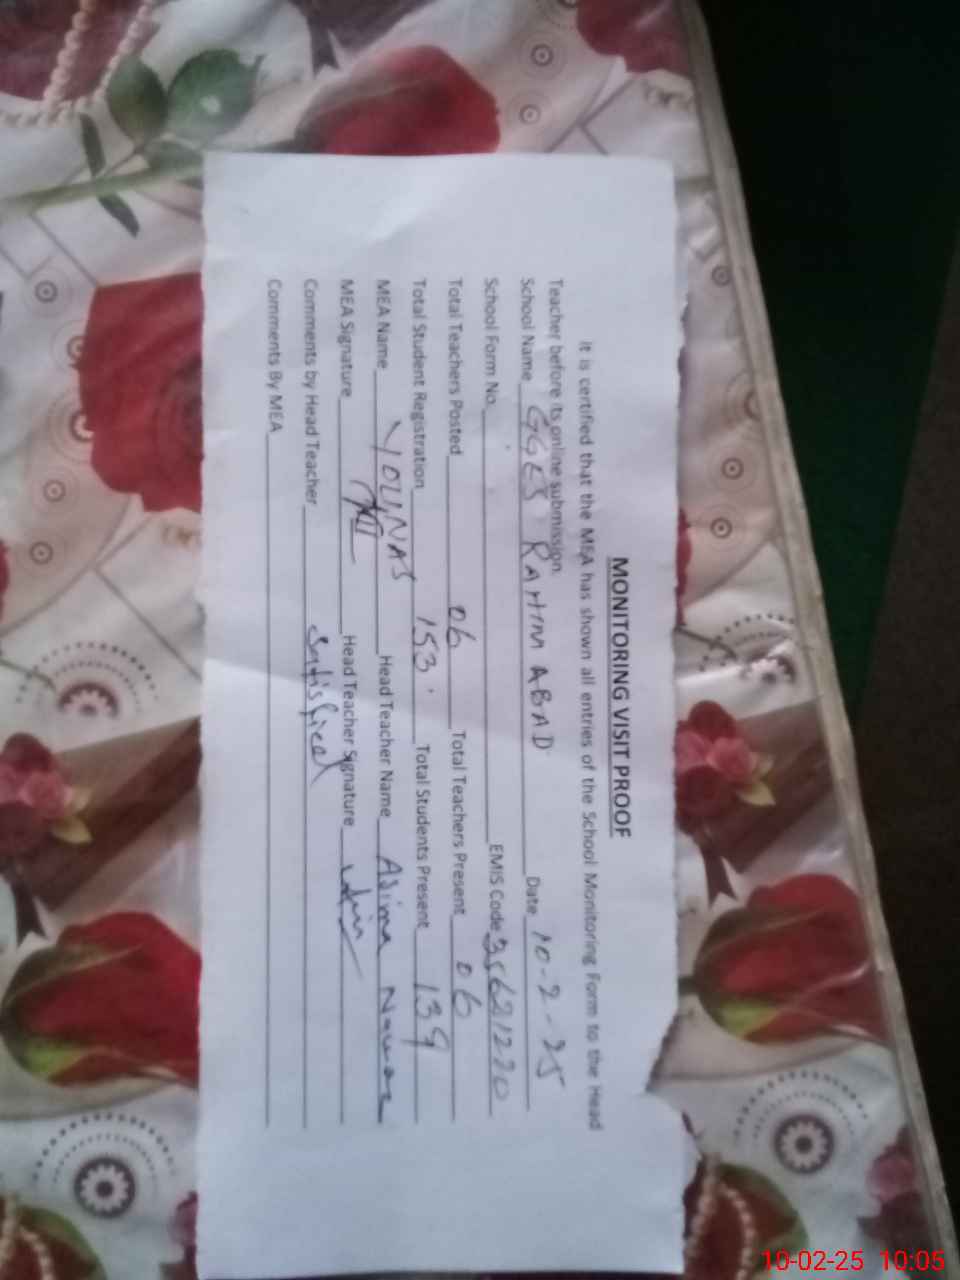 MONITORING VISIT PROOF
it is certified that the MEA has shown all entries of the School Monitoring Form to the Head
Teacher before its online submission.
School Name GGES RAHIM ABAD Date 10-2-25
School Form No. EMIS Code
Total Teachers Posted 06 Total Teachers Present 06
Total Student Registration 153 Total Students Present 139
MEA Name YOUNAS Head Teacher Name Asima
MEA Signature Head Teacher Signature
Comments by Head Teacher Satisfied
Comments By MEA
10-02-25 10:05